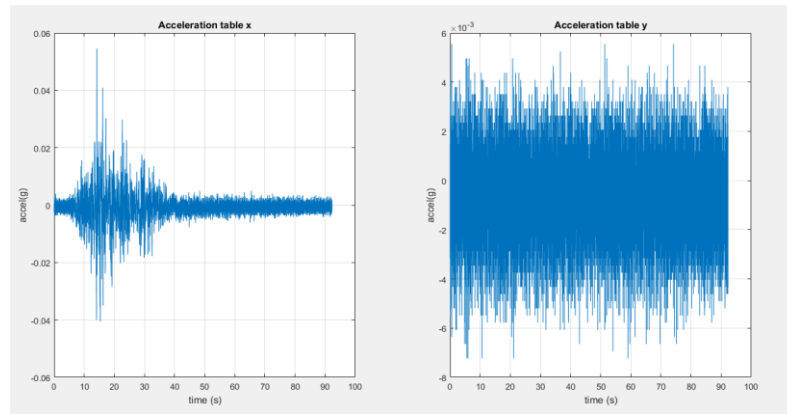 Acceleration table x
0.06
0.04
0.02
0
-0.02
-0.04
-0.06
accel(g)
0 10 20 30 40 50 60 70 80 90 100
time (s)
Acceleration table y
×10⁻³
6
4
2
0
-2
-4
-6
-8
accel(g)
0 10 20 30 40 50 60 70 80 90 100
time (s)